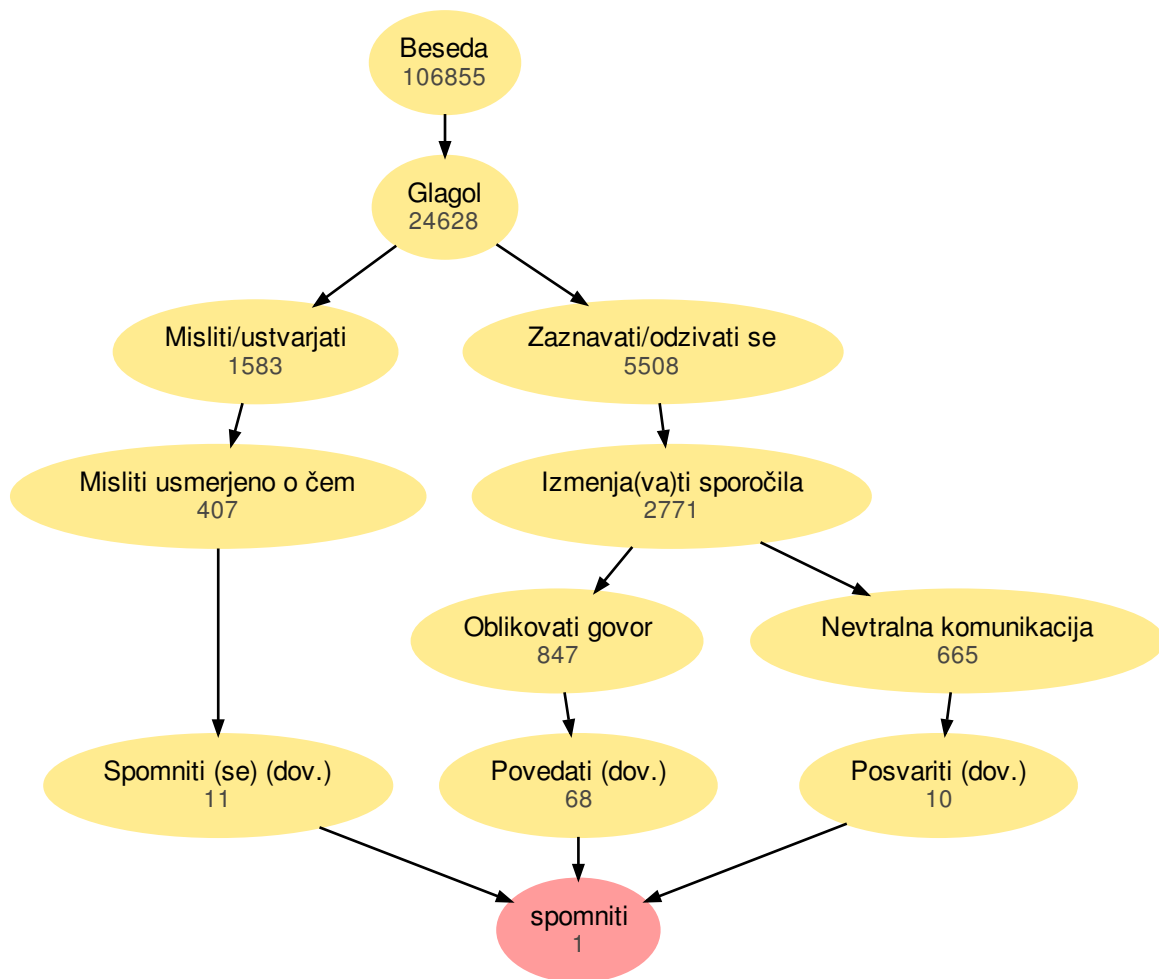 Beseda
106855
Glagol
24628
Misliti/ustvarjati
1583
Zaznavati/odzivati se
5508
Misliti usmerjeno o čem
407
Izmenja(va)ti sporočila
2771
Oblikovati govor
847
Nevtralna komunikacija
665
Spomniti (se) (dov.)
11
Povedati (dov.)
68
Posvariti (dov.)
10
spomniti
1